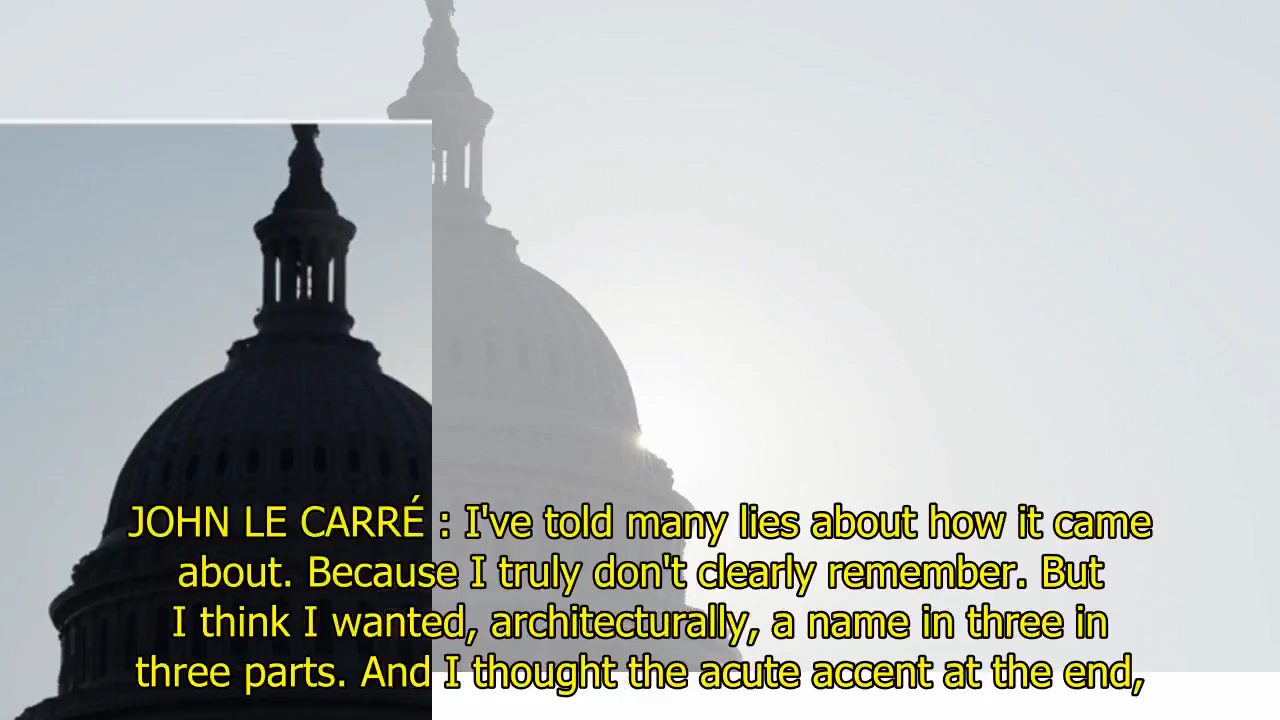 JOHN LE CARRÉ : I've told many lies about how it came
about. Because I truly don't clearly remember. But
I think I wanted, architecturally, a name in three in
three parts. And I thought the acute accent at the end,